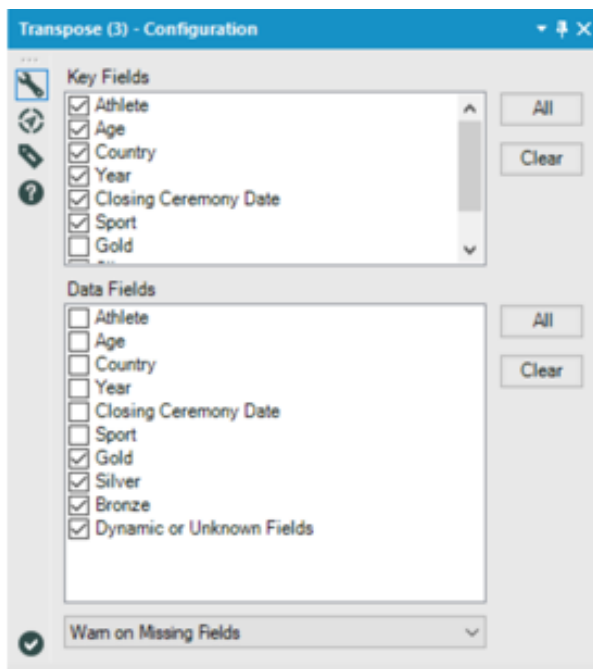 Transpose (3) - Configuration
Key Fields
Athlete
Age
Country
Year
Closing Ceremony Date
Sport
Gold
All
Clear
Data Fields
Athlete
Age
Country
Year
Closing Ceremony Date
Sport
Gold
Silver
Bronze
Dynamic or Unknown Fields
All
Clear
Warn on Missing Fields